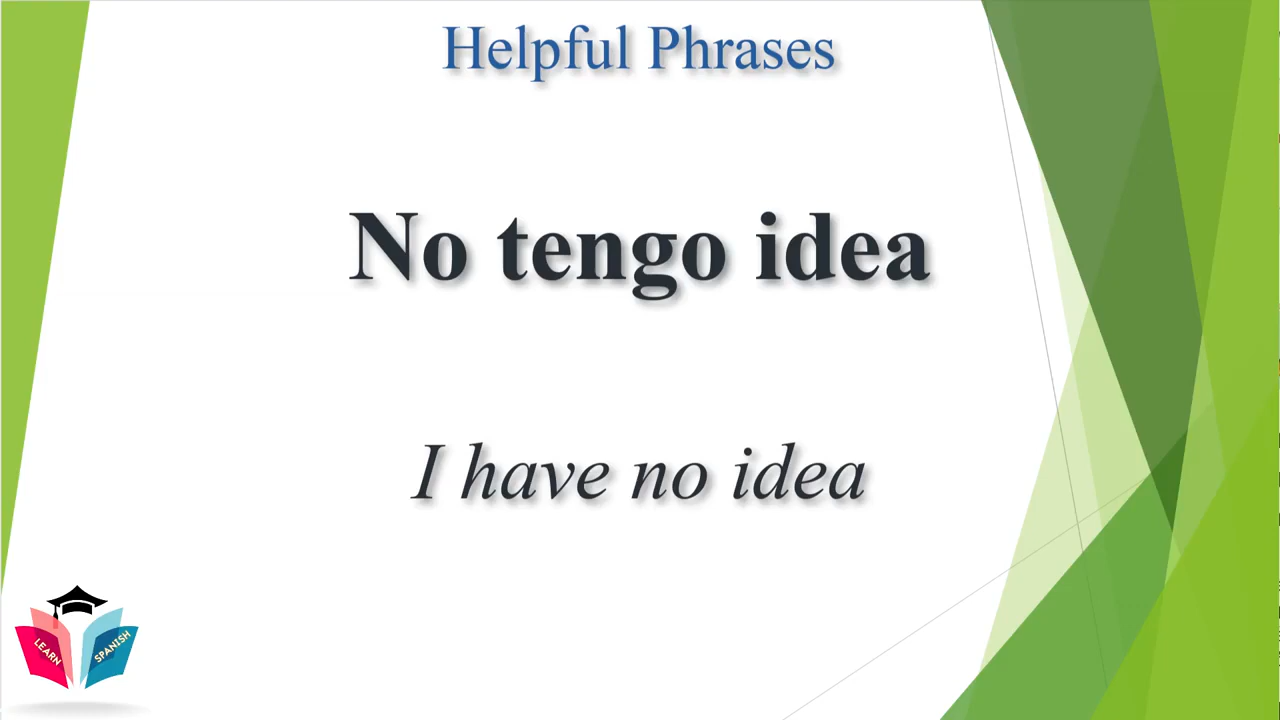 Helpful Phrases
No tengo idea
I have no idea
LEARN
SPANISH